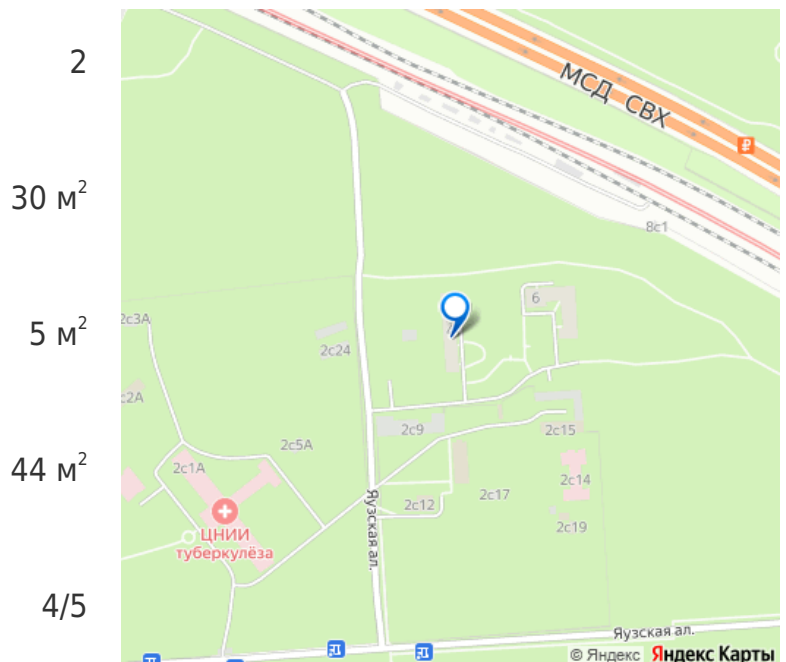 2
МСД СВХ
₽
30 м²
8с1
6
2с3А
5 м²
2с24
2с2А
2с9
2с15
2с5А
44 м²
2с1А
2с14
2с17
Яузская ал.
2с12
2с19
ЦНИИ
туберкулёза
4/5
Яузская ал.
© Яндекс Яндекс Карты